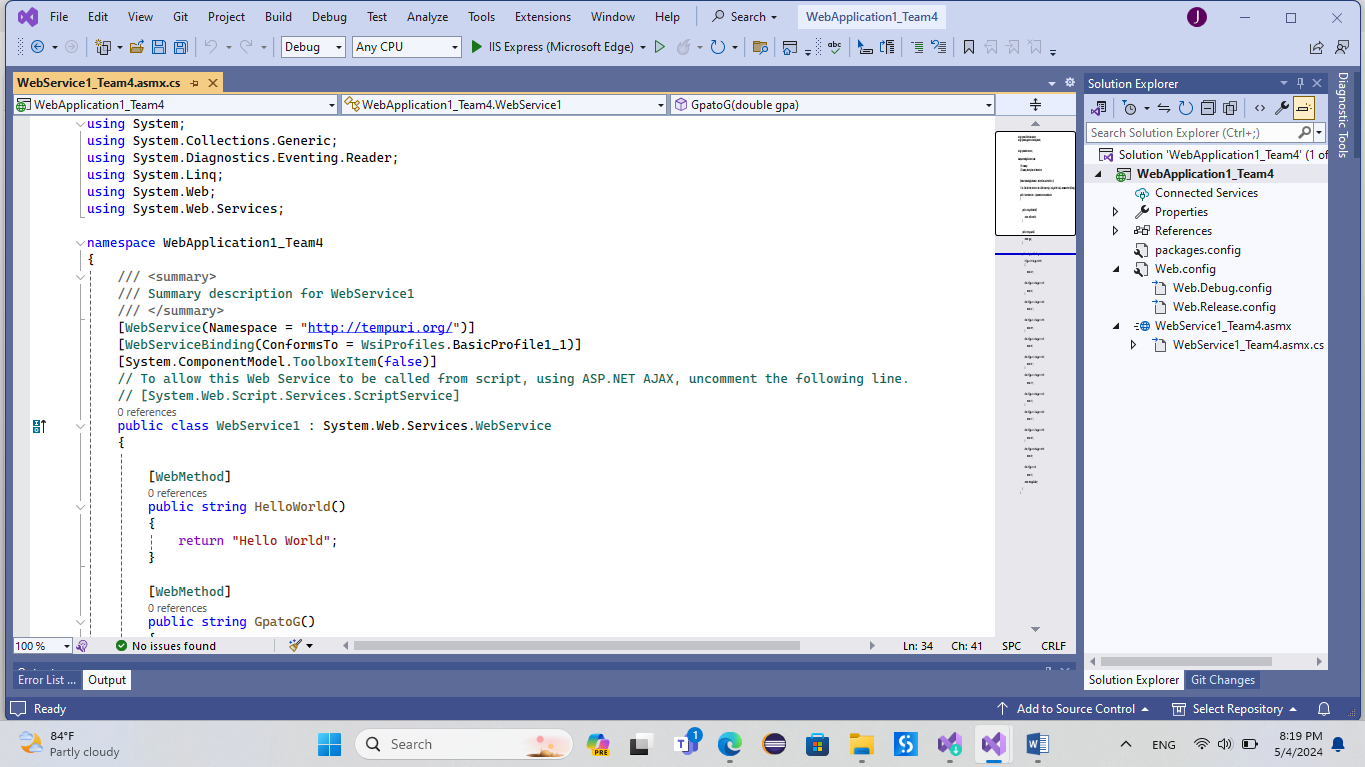 File Edit View Git Project Build Debug Test Analyze Tools Extensions Window Help Search WebApplication1_Team4 J
Debug Any CPU IIS Express (Microsoft Edge)
WebService1_Team4.asmx.cs
WebApplication1_Team4 WebApplication1_Team4.WebService1 GpatoG(double gpa)
using System;
using System.Collections.Generic;
using System.Diagnostics.Eventing.Reader;
using System.Linq;
using System.Web;
using System.Web.Services;
namespace WebApplication1_Team4
{
/// <summary>
/// Summary description for WebService1
/// </summary>
[WebService(Namespace = "http://tempuri.org/")]
[WebServiceBinding(ConformsTo = WsiProfiles.BasicProfile1_1)]
[System.ComponentModel.ToolboxItem(false)]
// To allow this Web Service to be called from script, using ASP.NET AJAX, uncomment the following line.
// [System.Web.Script.Services.ScriptService]
0 references
public class WebService1 : System.Web.Services.WebService
{
[WebMethod]
0 references
public string HelloWorld()
{
return "Hello World";
}
[WebMethod]
0 references
public string GpatoG()
100 % No issues found Ln: 34 Ch: 41 SPC CRLF
Error List ... Output
Solution Explorer
Search Solution Explorer (Ctrl+;)
Solution 'WebApplication1_Team4' (1 of
WebApplication1_Team4
Connected Services
Properties
References
packages.config
Web.config
Web.Debug.config
Web.Release.config
WebService1_Team4.asmx
WebService1_Team4.asmx.cs
Solution Explorer Git Changes
Diagnostic Tools
Ready Add to Source Control Select Repository
84°F
Partly cloudy
Search
PRE
1
ENG
8:19 PM
5/4/2024